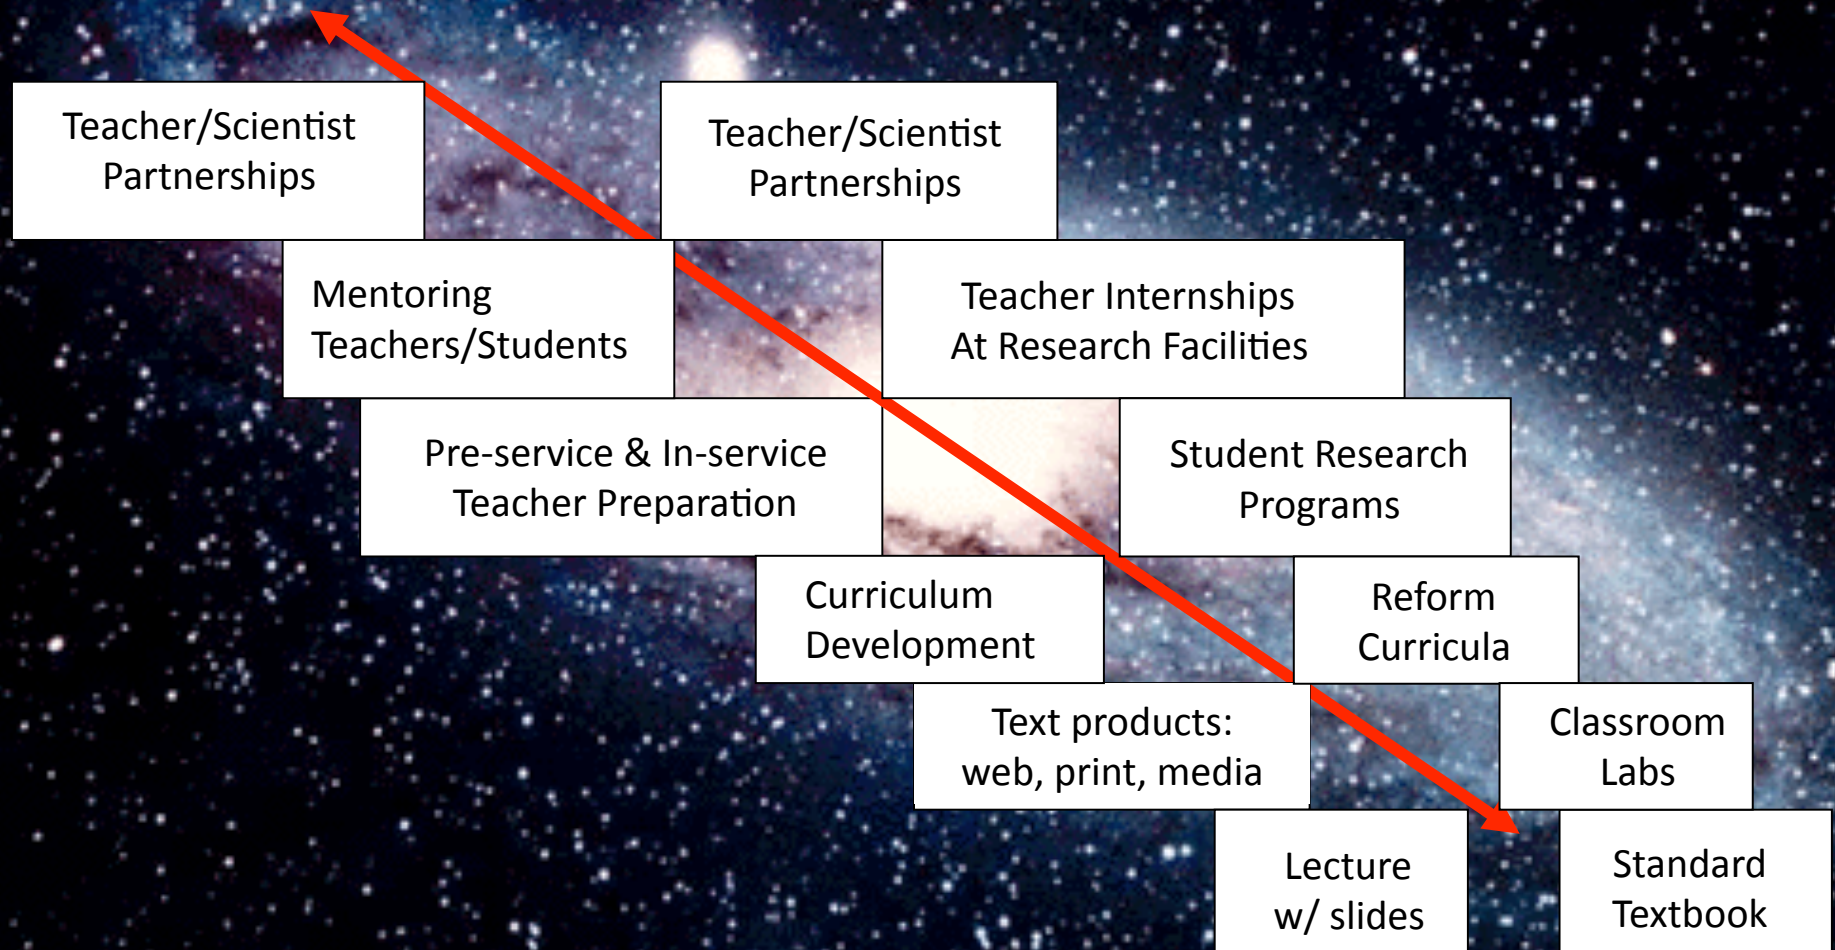 Teacher/Scientist
Partnerships
Teacher/Scientist
Partnerships
Mentoring
Teachers/Students
Teacher Internships
At Research Facilities
Pre-service & In-service
Teacher Preparation
Student Research
Programs
Curriculum
Development
Reform
Curricula
Text products:
web, print, media
Classroom
Labs
Lecture
w/ slides
Standard
Textbook